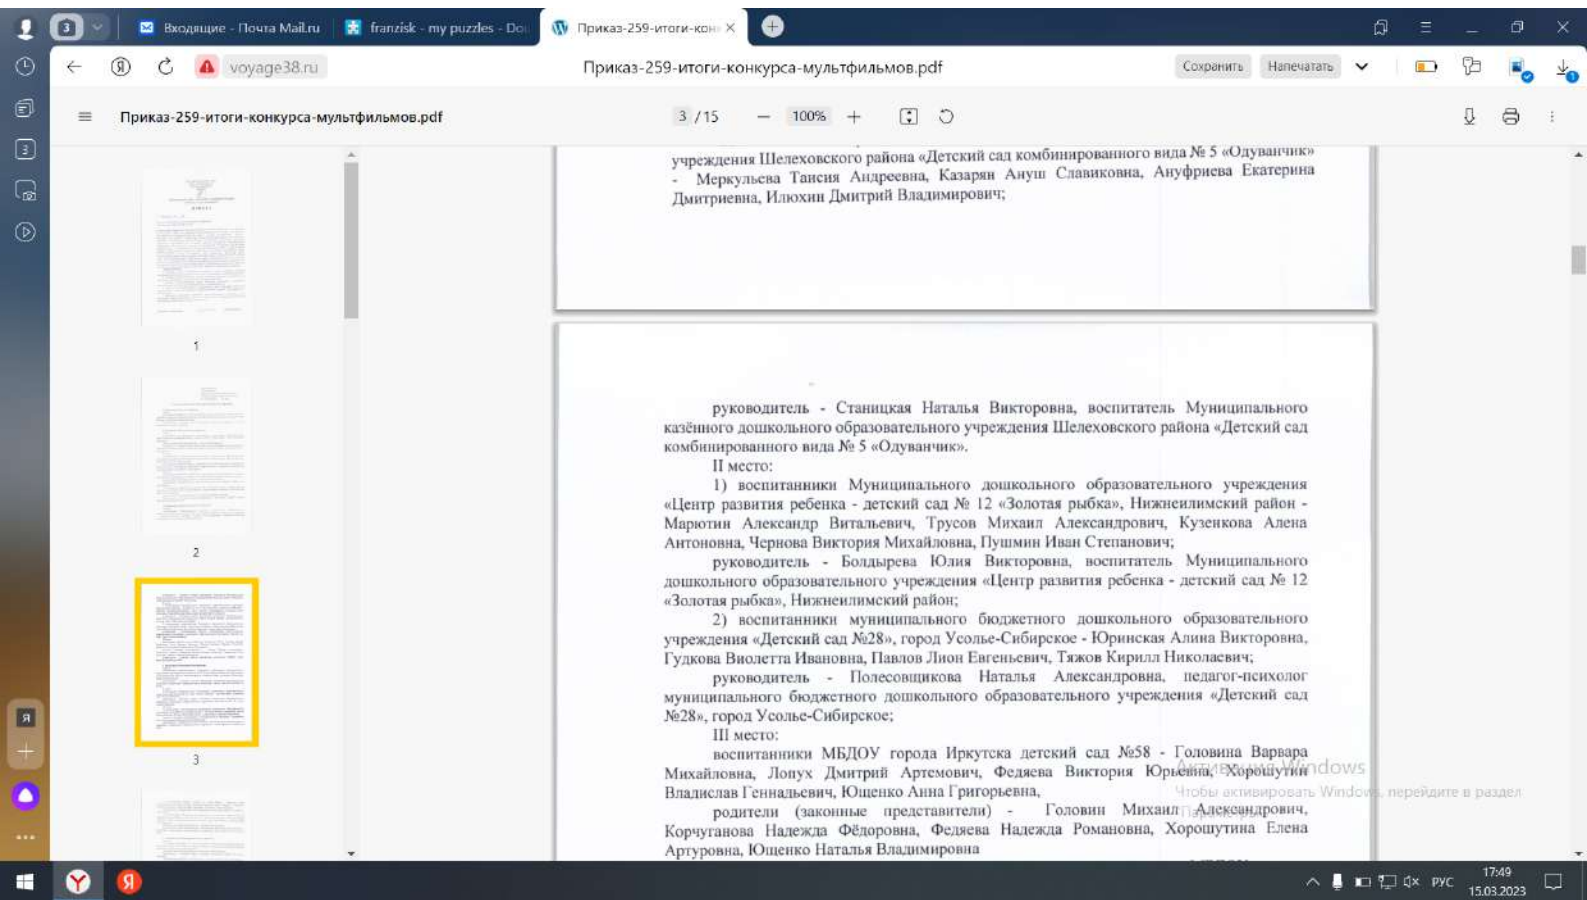 3
Входящие - Почта Mail.ru
franzisk - my puzzles - Do
Приказ-259-итоги-кон
voyage38.ru
Приказ-259-итоги-конкурса-мультфильмов.pdf
Сохранить
Напечатать
Приказ-259-итоги-конкурса-мультфильмов.pdf
3 / 15
100%
3
учреждения Шелеховского района «Детский сад комбинированного вида № 5 «Одуванчик»
- Меркульева Таисия Андреевна, Казарян Ануш Славиковна, Ануфриева Екатерина
Дмитриевна, Илюхин Дмитрий Владимирович;
1
2
3
руководитель - Станицкая Наталья Викторовна, воспитатель Муниципального
казённого дошкольного образовательного учреждения Шелеховского района «Детский сад
комбинированного вида № 5 «Одуванчик».
II место:
1) воспитанники Муниципального дошкольного образовательного учреждения
«Центр развития ребенка - детский сад № 12 «Золотая рыбка», Нижнеилимский район -
Марютин Александр Витальевич, Трусов Михаил Александрович, Кузенкова Алена
Антоновна, Чернова Виктория Михайловна, Пушмин Иван Степанович;
руководитель - Болдырева Юлия Викторовна, воспитатель Муниципального
дошкольного образовательного учреждения «Центр развития ребенка - детский сад № 12
«Золотая рыбка», Нижнеилимский район;
2) воспитанники муниципального бюджетного дошкольного образовательного
учреждения «Детский сад №28», город Усолье-Сибирское - Юринская Алина Викторовна,
Гудкова Виолетта Ивановна, Павлов Лион Евгеньевич, Тяжов Кирилл Николаевич;
руководитель - Полесовщикова Наталья Александровна, педагог-психолог
муниципального бюджетного дошкольного образовательного учреждения «Детский сад
№28», город Усолье-Сибирское;
III место:
воспитанники МБДОУ города Иркутска детский сад №58 - Головина Варвара
Михайловна, Лопух Дмитрий Артемович, Федяева Виктория Юрьевна, Хорошутин
Владислав Геннадьевич, Ющенко Анна Григорьевна,
родители (законные представители) - Головин Михаил Александрович,
Корчуганова Надежда Фёдоровна, Федяева Надежда Романовна, Хорошутина Елена
Артуровна, Ющенко Наталья Владимировна
Активация Windows
Чтобы активировать Windows, перейдите в раздел
РУС
17:49
15.03.2023